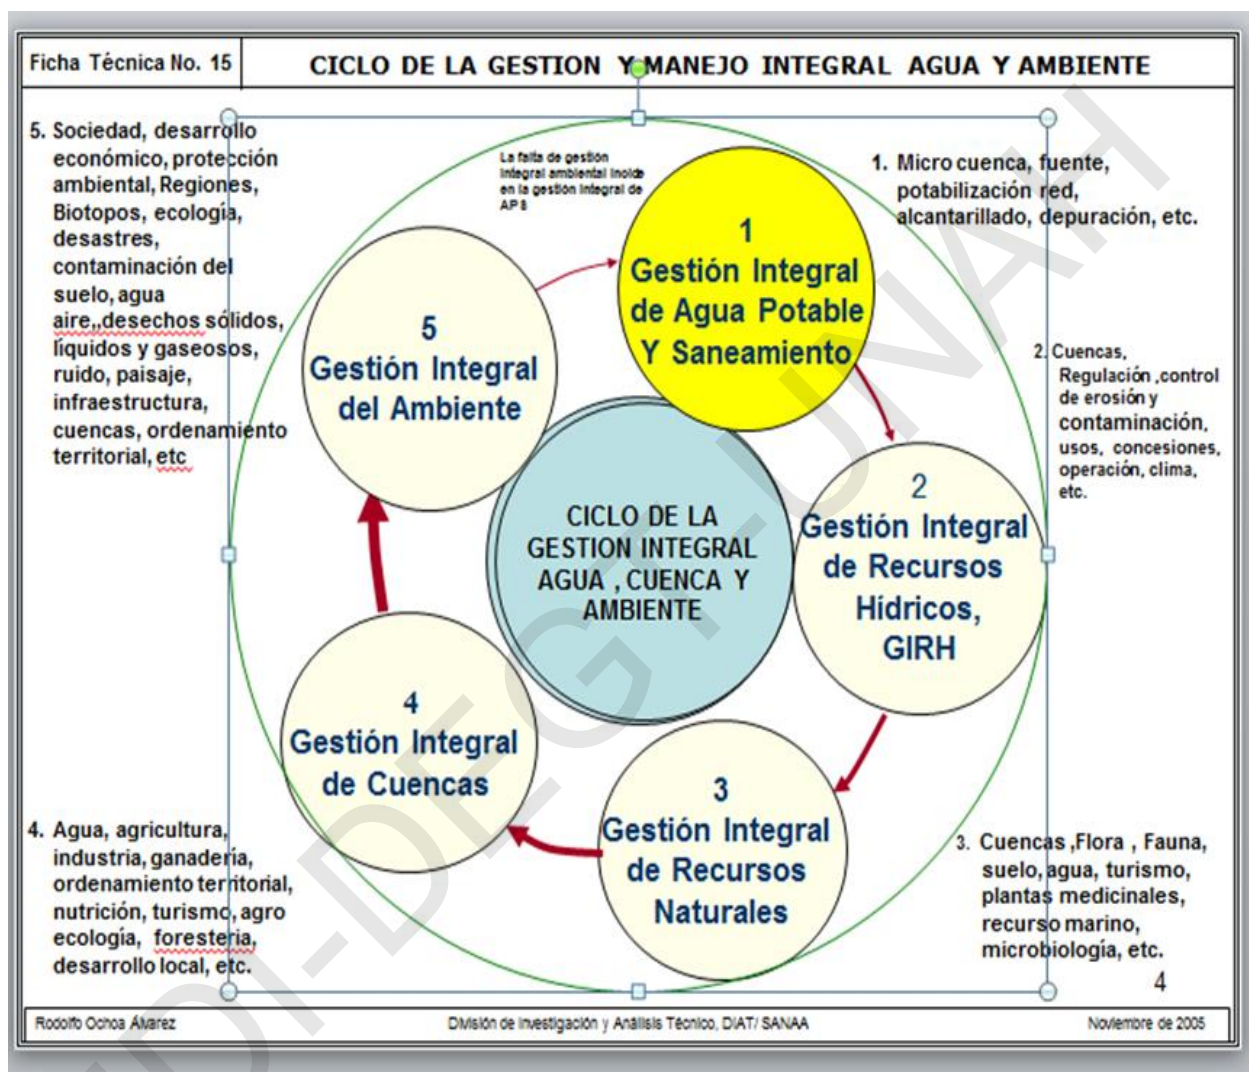 Ficha Técnica No. 15
CICLO DE LA GESTION Y MANEJO INTEGRAL AGUA Y AMBIENTE
5. Sociedad, desarrollo
económico, protección
ambiental, Regiones,
Biotopos, ecología,
desastres,
contaminación del
suelo, agua
aire,,desechos sólidos,
líquidos y gaseosos,
ruido, paisaje,
infraestructura,
cuencas, ordenamiento
territorial, etc
La falta de gestión
Integral ambiental Incide
en la gestión Integral de
APS
1. Micro cuenca, fuente,
potabilización red,
alcantarillado, depuración, etc.
1
Gestión Integral
de Agua Potable
Y Saneamiento
2. Cuencas,
Regulación ,control
de erosión y
contaminación,
usos, concesiones,
operación, clima,
etc.
5
Gestión Integral
del Ambiente
2
Gestión Integral
de Recursos
Hídricos,
GIRH
CICLO DE LA
GESTION INTEGRAL
AGUA , CUENCA Y
AMBIENTE
4
Gestión Integral
de Cuencas
3
Gestión Integral
de Recursos
Naturales
4. Agua, agricultura,
industria, ganadería,
ordenamiento territorial,
nutrición, turismo, agro
ecología, foresteria,
desarrollo local, etc.
3. Cuencas ,Flora , Fauna,
suelo, agua, turismo,
plantas medicinales,
recurso marino,
microbiología, etc.
4
Rodolfo Ochoa Álvarez
División de Investigación y Análisis Técnico, DIAT/ SANAA
Noviembre de 2005
DI-DEGT-UNAH